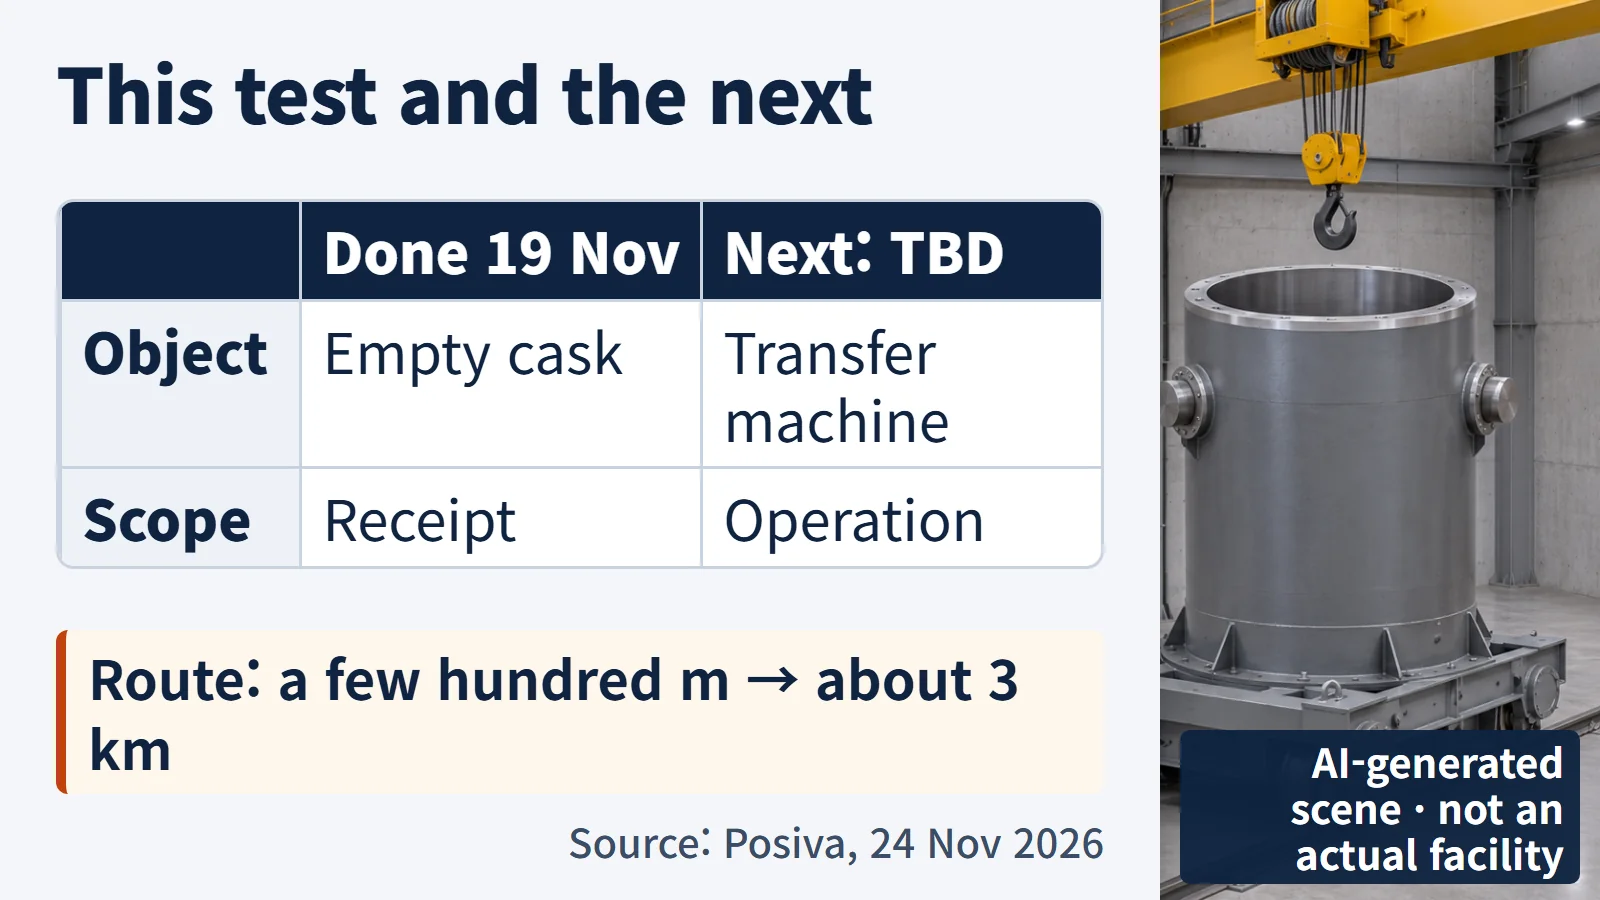 This test and the next
Done 19 Nov
Next: TBD
Object
Empty cask
Transfer
machine
Scope
Receipt
Operation
Route: a few hundred m → about 3
km
Source: Posiva, 24 Nov 2026
AI-generated
scene · not an
actual facility